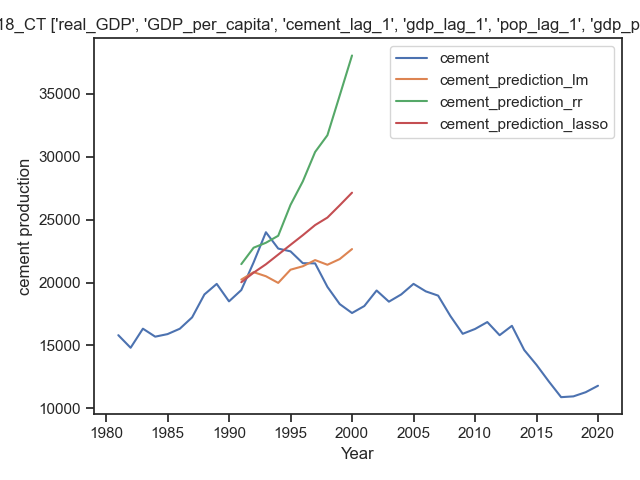 18_CT ['real_GDP', 'GDP_per_capita', 'cement_lag_1', 'gdp_lag_1', 'pop_lag_1', 'gdp_p
cement
cement_prediction_lm
cement_prediction_rr
cement_prediction_lasso
35000
30000
25000
20000
15000
10000
cement production
1980 1985 1990 1995 2000 2005 2010 2015 2020
Year